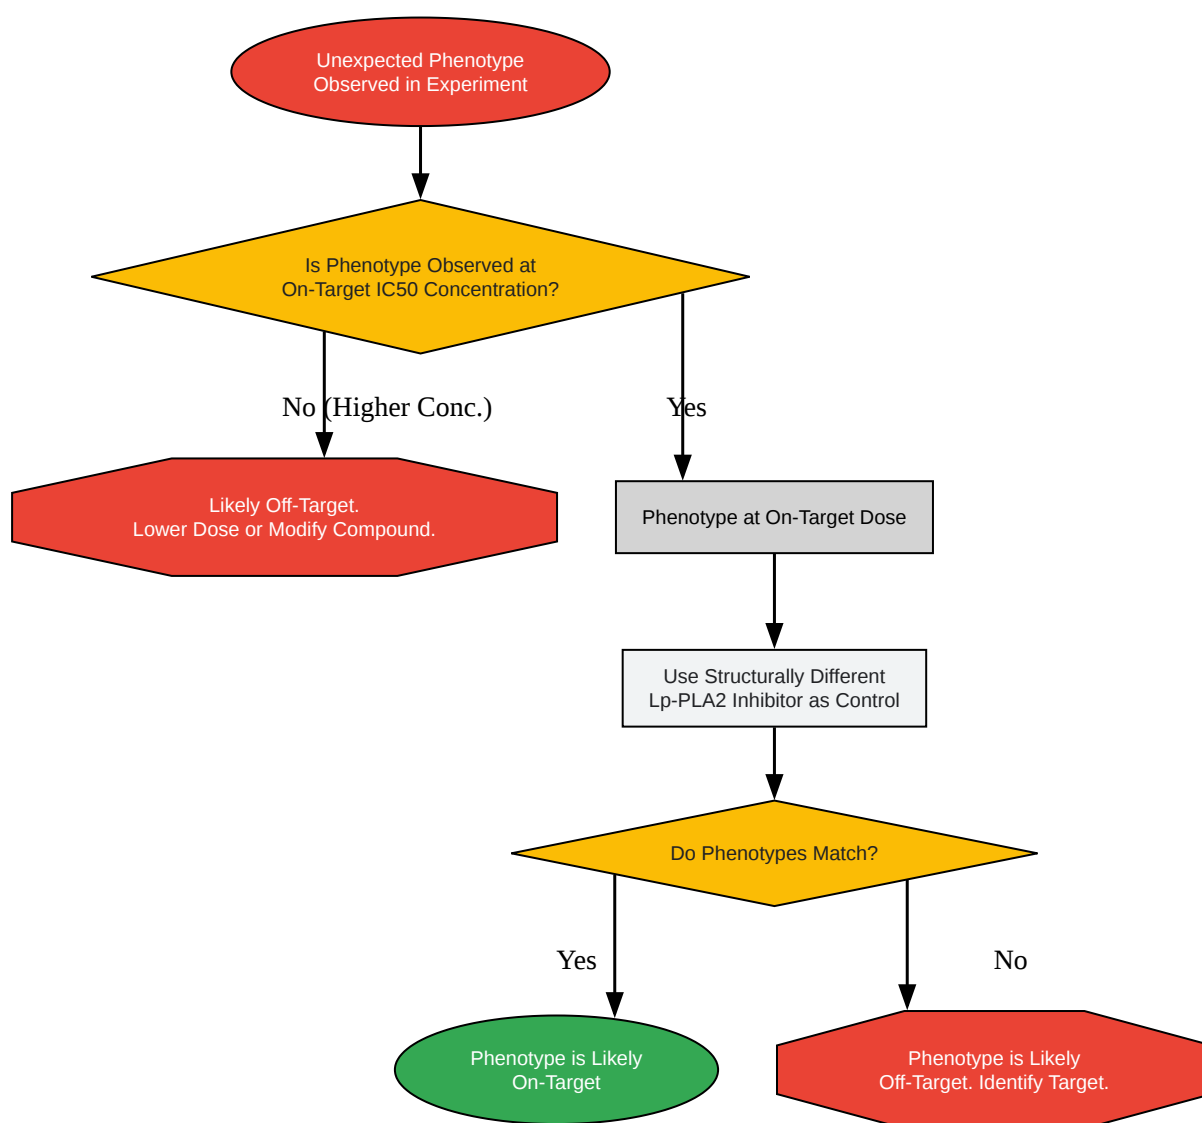 Unexpected Phenotype
Observed in Experiment
Is Phenotype Observed at
On-Target IC50 Concentration?
No (Higher Conc.)
Yes
Likely Off-Target.
Lower Dose or Modify Compound.
Phenotype at On-Target Dose
Use Structurally Different
Lp-PLA2 Inhibitor as Control
Do Phenotypes Match?
Yes
No
Phenotype is Likely
On-Target
Phenotype is Likely
Off-Target. Identify Target.